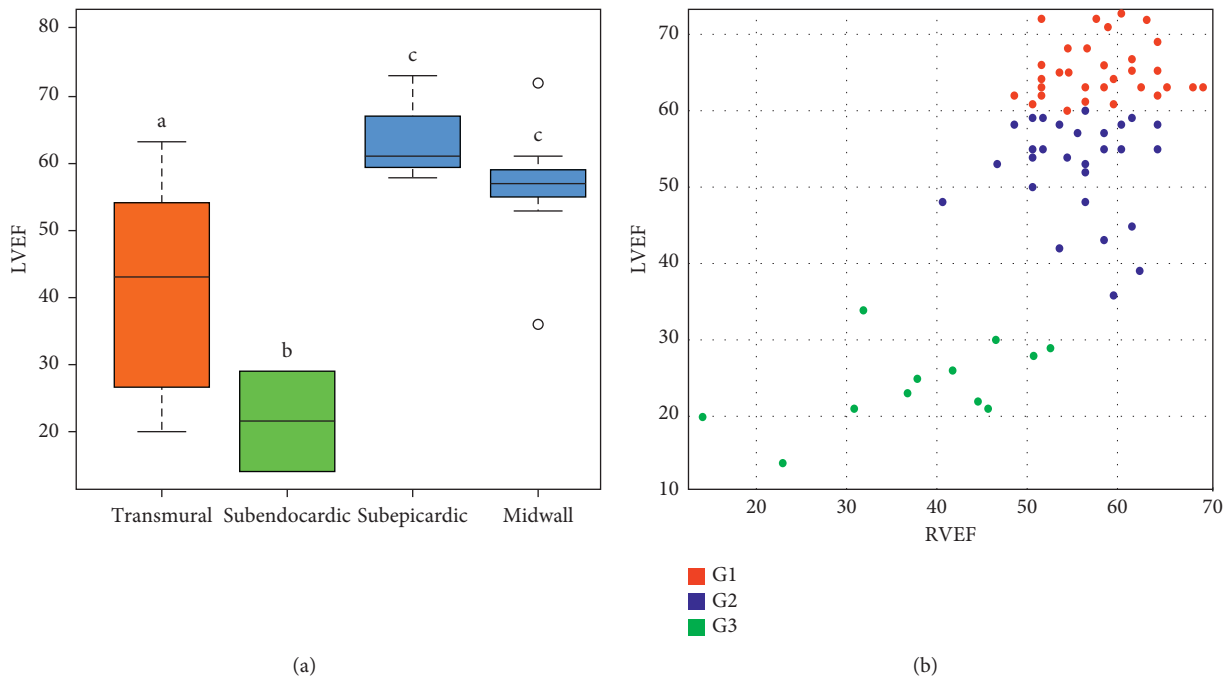 80
70
60
50
40
30
20
LVEF
a
b
c
c
Transmural Subendocardic Subepicardic Midwall
(a)
70
60
50
40
30
20
10
LVEF
20 30 40 50 60 70
RVEF
G1
G2
G3
(b)